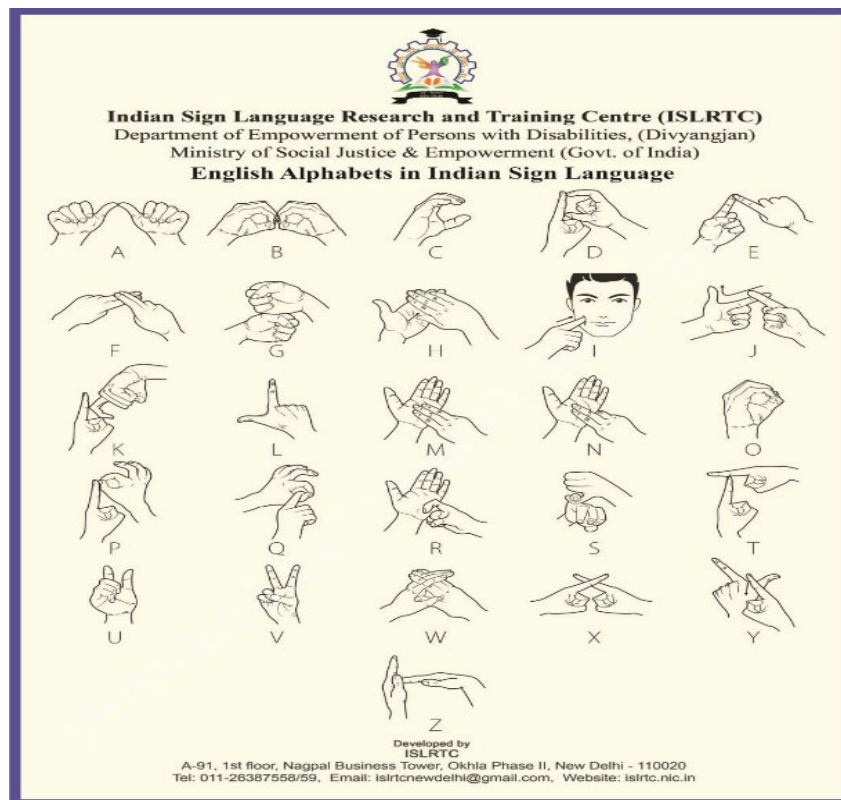 Indian Sign Language Research and Training Centre (ISLRTC)
Department of Empowerment of Persons with Disabilities, (Divyangjan)
Ministry of Social Justice & Empowerment (Govt. of India)
English Alphabets in Indian Sign Language
A B C D E
F G H I J
K L M N O
P Q R S T
U V W X Y
Z
Developed by
ISLRTC
A-91, 1st floor, Nagpal Business Tower, Okhla Phase II, New Delhi - 110020
Tel: 011-26387558/59, Email: islrtcnewdelhi@gmail.com, Website: islrtc.nic.in